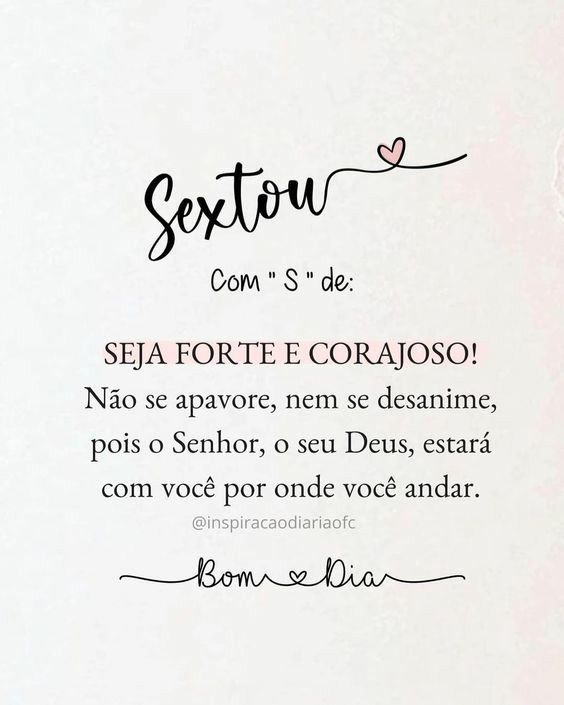 Sextou
Com " S " de:
SEJA FORTE E CORAJOSO!
Não se apavore, nem se desanime,
pois o Senhor, o seu Deus, estará
com você por onde você andar.
@inspiracaodiariaofc
Bom Dia